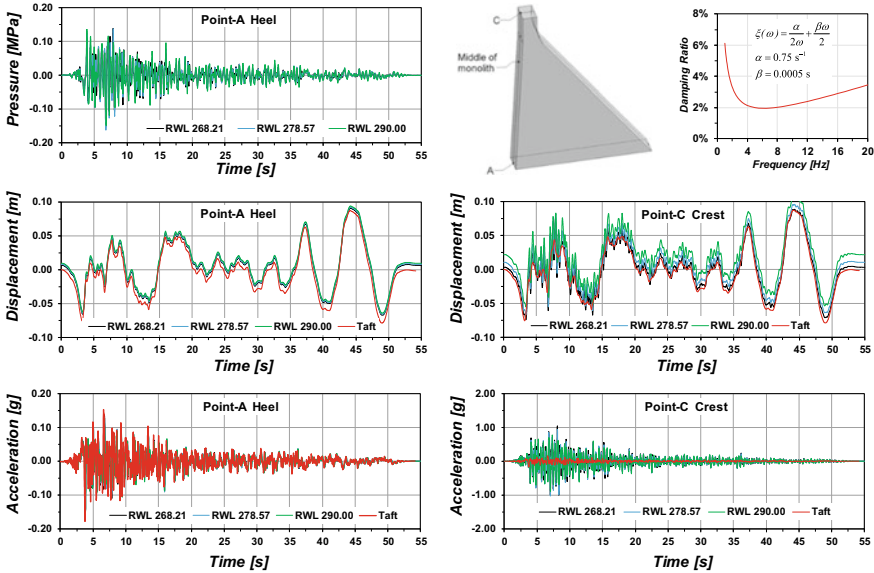 Point-A Heel
Pressure [MPa]
0.20
0.10
0.00
-0.10
-0.20
RWL 268.21 RWL 278.57 RWL 290.00
0 5 10 15 20 25 30 35 40 45 50 55
Time [s]
C
Middle of
monolith
A
Damping Ratio
8%
6%
4%
2%
0%
ξ(ω) = α/2ω + βω/2
α = 0.75 s⁻¹
β = 0.0005 s
0 4 8 12 16 20
Frequency [Hz]
Point-A Heel
Displacement [m]
0.10
0.05
0.00
-0.05
-0.10
RWL 268.21 RWL 278.57 RWL 290.00 Taft
0 5 10 15 20 25 30 35 40 45 50 55
Time [s]
Point-C Crest
Displacement [m]
0.10
0.05
0.00
-0.05
-0.10
RWL 268.21 RWL 278.57 RWL 290.00 Taft
0 5 10 15 20 25 30 35 40 45 50 55
Time [s]
Point-A Heel
Acceleration [g]
0.20
0.10
0.00
-0.10
-0.20
RWL 268.21 RWL 278.57 RWL 290.00 Taft
0 5 10 15 20 25 30 35 40 45 50 55
Time [s]
Point-C Crest
Acceleration [g]
2.00
1.00
0.00
-1.00
-2.00
RWL 268.21 RWL 278.57 RWL 290.00 Taft
0 5 10 15 20 25 30 35 40 45 50 55
Time [s]